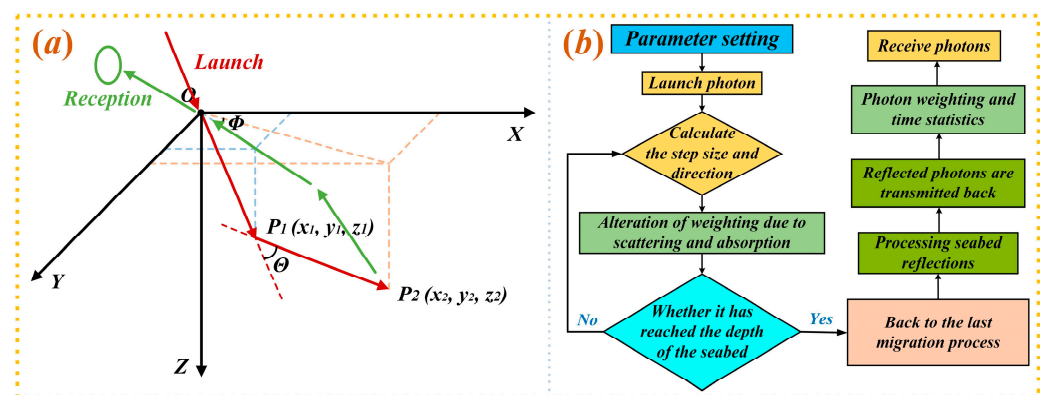 (a)
Launch
Reception
O
Φ
X
P1 (x1, y1, z1)
Θ
Y
P2 (x2, y2, z2)
Z
(b)
Parameter setting
Launch photon
Calculate
the step size and
direction
Alteration of weighting due to
scattering and absorption
Whether it has
reached the depth
of the seabed
No
Yes
Back to the last
migration process
Processing seabed
reflections
Reflected photons are
transmitted back
Photon weighting and
time statistics
Receive photons